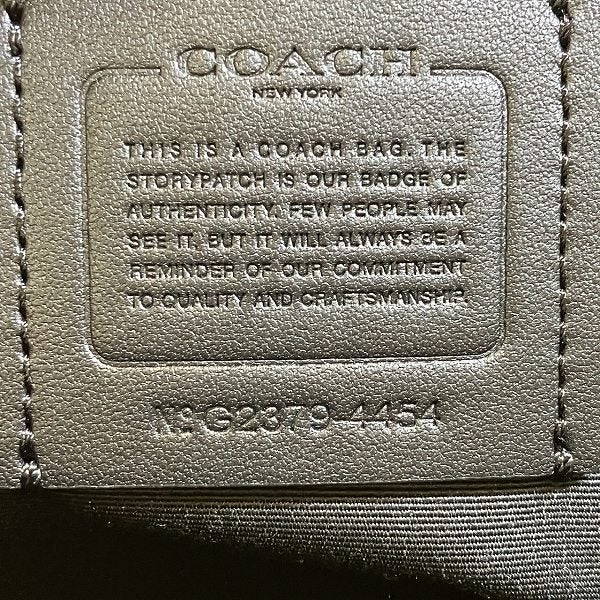 COACH
NEW YORK
THIS IS A COACH BAG. THE
STORYPATCH IS OUR BADGE OF
AUTHENTICITY. FEW PEOPLE MAY
SEE IT, BUT IT WILL ALWAYS BE A
REMINDER OF OUR COMMITMENT
TO QUALITY AND CRAFTSMANSHIP.
Nº G2379-4454